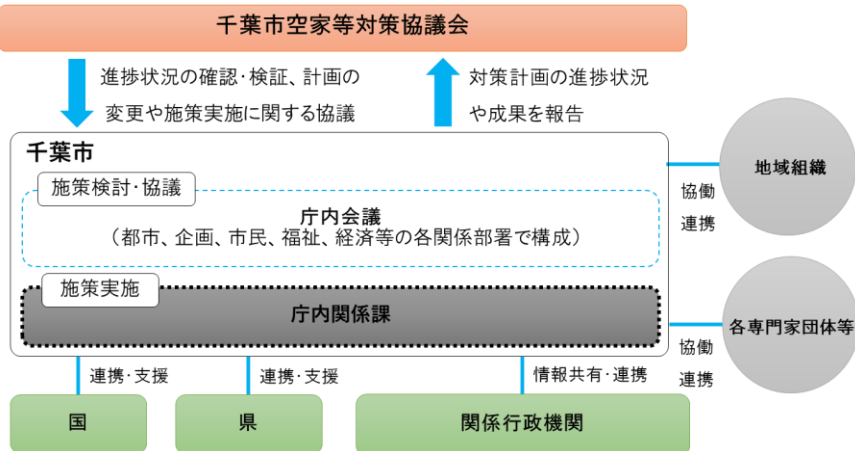 千葉市空家等対策協議会
進捗状況の確認・検証、計画の
変更や施策実施に関する協議
対策計画の進捗状況
や成果を報告
千葉市
施策検討・協議
庁内会議
（都市、企画、市民、福祉、経済等の各関係部署で構成）
施策実施
庁内関係課
地域組織
協働
連携
各専門家団体等
協働
連携
連携・支援
連携・支援
情報共有・連携
国
県
関係行政機関